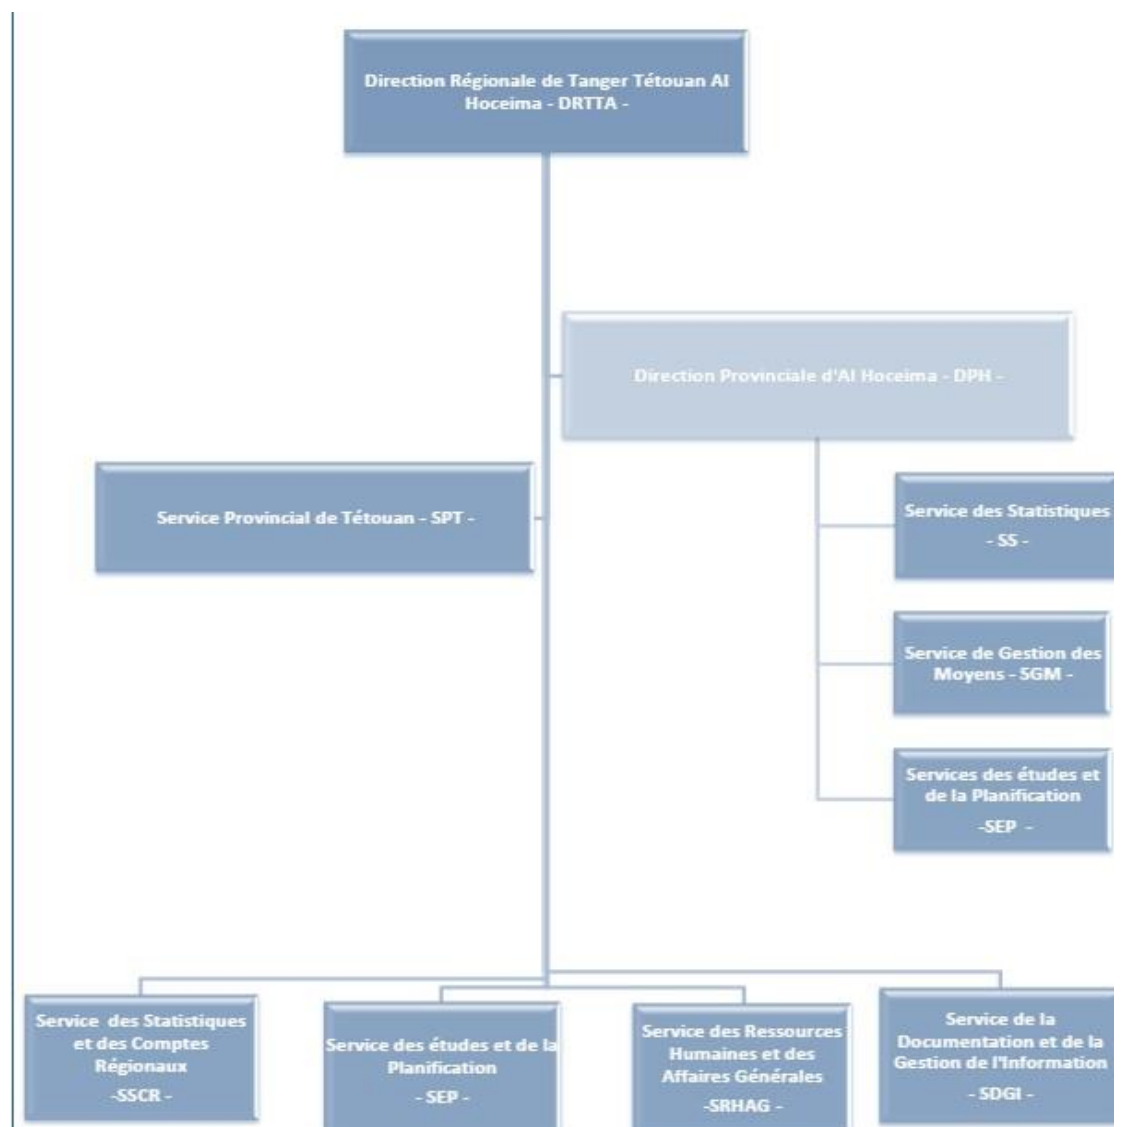 Direction Régionale de Tanger Tétouan Al
Hoceima - DRTTA -
Direction Provinciale d'Al Hoceima - DPH -
Service Provincial de Tétouan - SPT -
Service des Statistiques
- SS -
Service de Gestion des
Moyens - SGM -
Services des études et
de la Planification
-SEP -
Service des Statistiques
et des Comptes
Régionaux
-SSCR -
Service des études et de la
Planification
- SEP -
Service des Ressources
Humaines et des
Affaires Générales
-SRHAG -
Service de la
Documentation et de la
Gestion de l'Information
- SDGI -